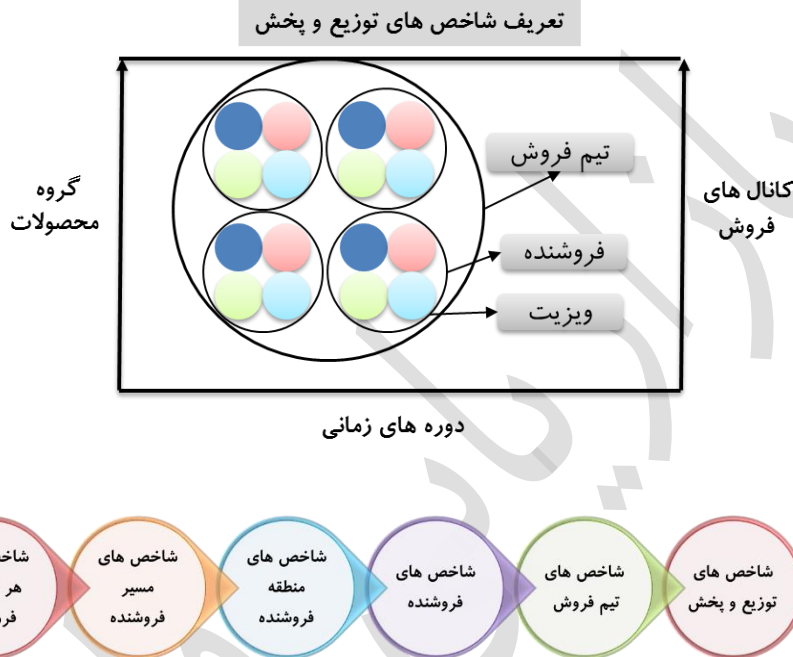 تعریف شاخص های توزیع و پخش
تیم فروش
گروه
محصولات
کانال های
فروش
فروشنده
ویزیت
دوره های زمانی
شاخص های
توزیع و پخش
شاخص های
تیم فروش
شاخص های
فروشنده
شاخص های
منطقه
فروشنده
شاخص های
مسیر
فروشنده
هر